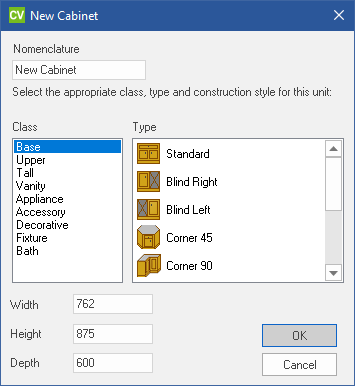 CV New Cabinet
Nomenclature
New Cabinet
Select the appropriate class, type and construction style for this unit:
Class
Base
Upper
Tall
Vanity
Appliance
Accessory
Decorative
Fixture
Bath
Type
Standard
Blind Right
Blind Left
Corner 45
Corner 90
Width 762
Height 875
Depth 600
OK
Cancel